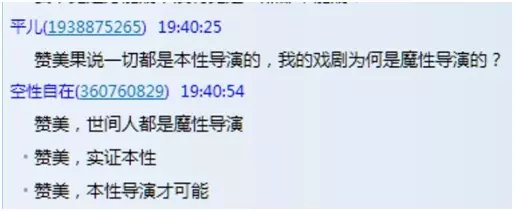 平儿(1938875265) 19:40:25
赞美果说一切都是本性导演的，我的戏剧为何是魔性导演的？
空性自在(360760829) 19:40:54
赞美，世间人都是魔性导演
赞美，实证本性
赞美，本性导演才可能